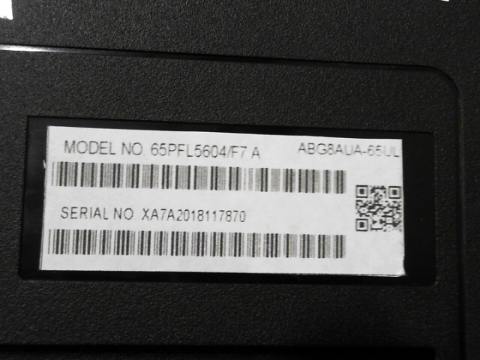 MODEL NO. 65PFL5604/F7 A ABG8AUA-65UL
SERIAL NO. XA7A2018117870